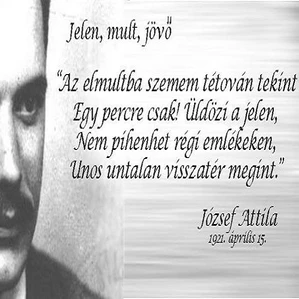 Jelen, mult, jövő
"Az elmultba szemem tétován tekint
Egy percre csak! Üldözi a jelen,
Nem pihenhet régi emlékeken,
Unos untalan visszatér megint."
József Attila
1921. április 15.